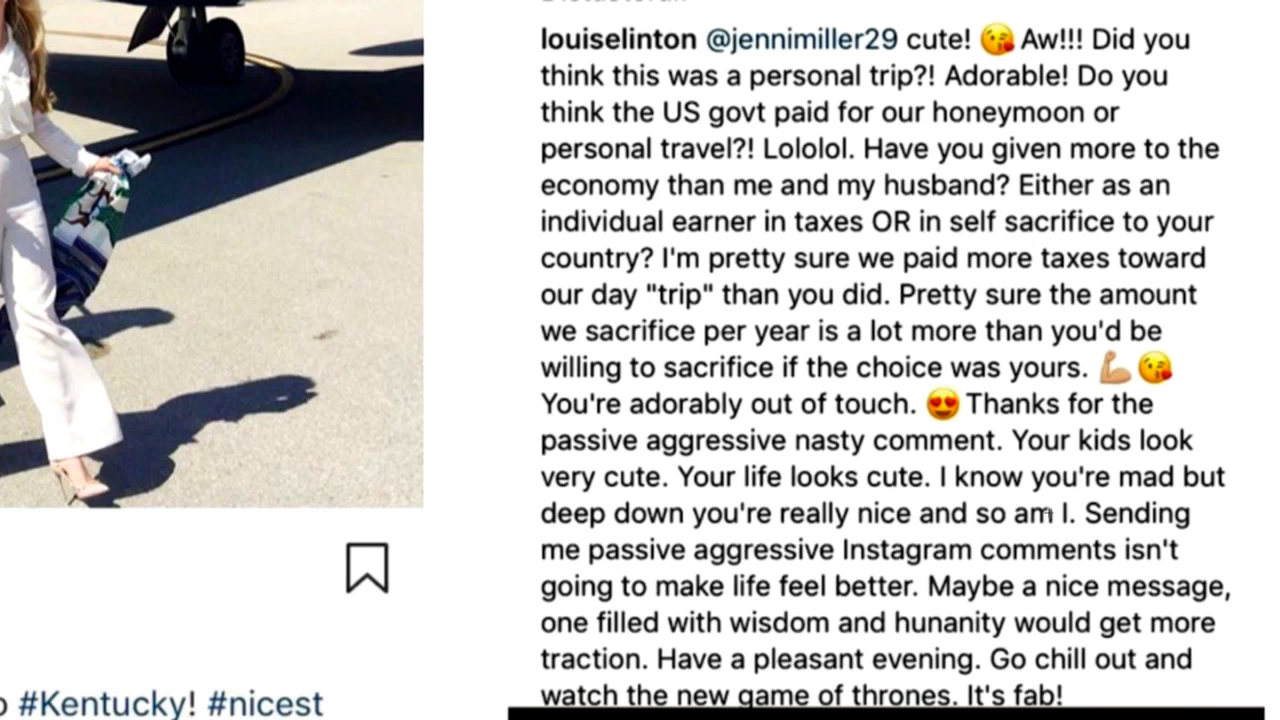 louiselinton @jennimiller29 cute! 😘 Aw!!! Did you
think this was a personal trip?! Adorable! Do you
think the US govt paid for our honeymoon or
personal travel?! Lololol. Have you given more to the
economy than me and my husband? Either as an
individual earner in taxes OR in self sacrifice to your
country? I'm pretty sure we paid more taxes toward
our day "trip" than you did. Pretty sure the amount
we sacrifice per year is a lot more than you'd be
willing to sacrifice if the choice was yours. 💪🏼😘
You're adorably out of touch. 😍 Thanks for the
passive aggressive nasty comment. Your kids look
very cute. Your life looks cute. I know you're mad but
deep down you're really nice and so am I. Sending
me passive aggressive Instagram comments isn't
going to make life feel better. Maybe a nice message,
one filled with wisdom and hunanity would get more
traction. Have a pleasant evening. Go chill out and
watch the new game of thrones. It's fab!
o #Kentucky! #nicest